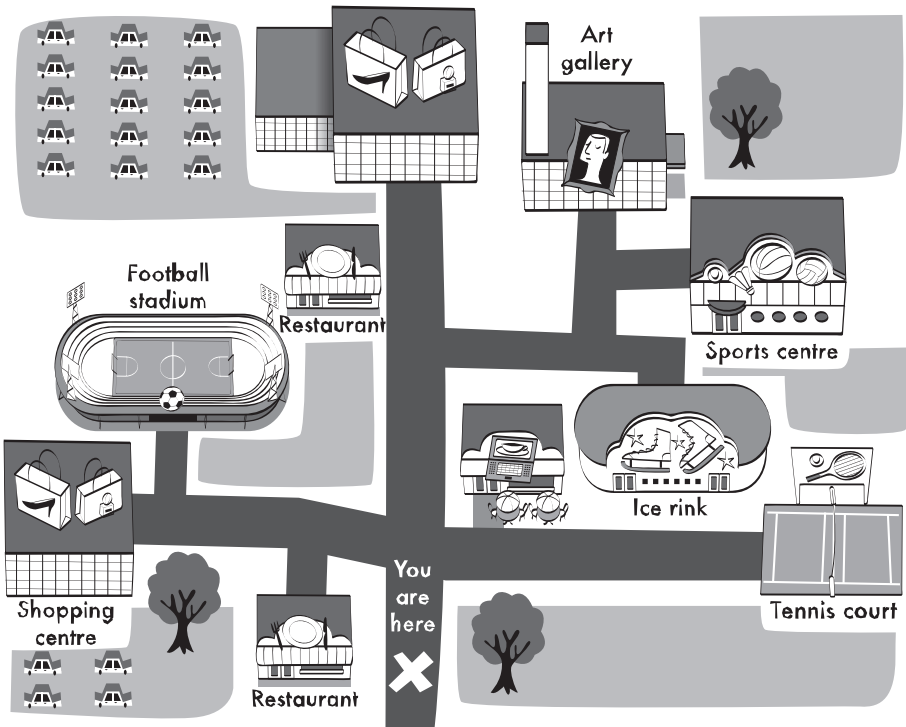 Art
gallery
Football
stadium
Restaurant
Sports centre
Ice rink
You
are
here
Shopping
centre
Tennis court
Restaurant